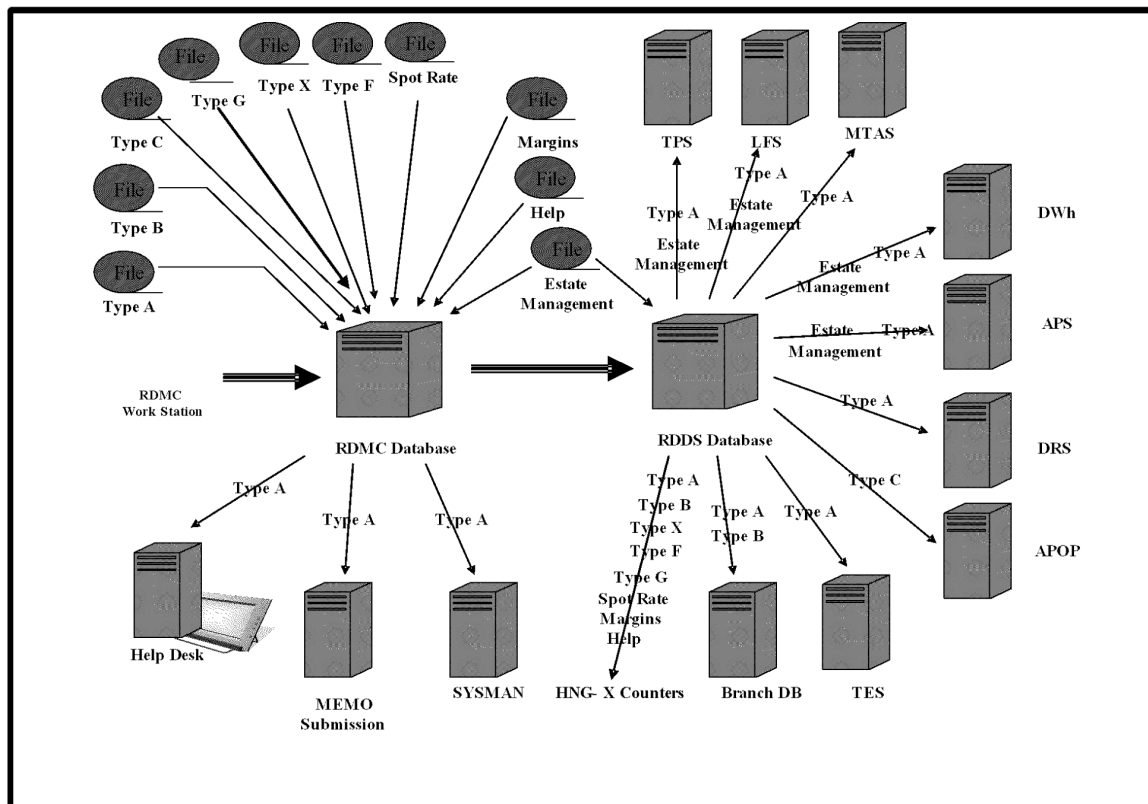 File
Type A
File
Type B
File
Type C
File
Type G
File
Type X
File
Type F
File
Spot Rate
File
Margins
File
Help
File
Estate
Management
RDMC
Work Station
RDMC Database
RDDS Database
Type A
Help Desk
Type A
MEMO
Submission
Type A
SYSMAN
TPS
Type A
Estate
Management
LFS
Type A
Estate
Management
MTAS
Type A
DWh
Type A
Estate
Management
APS
Type A
Estate
Management
DRS
Type A
APOP
Type C
Type A
Type B
Type X
Type F
Type G
Spot Rate
Margins
Help
HNG- X Counters
Type A
Type B
Branch DB
Type A
TES